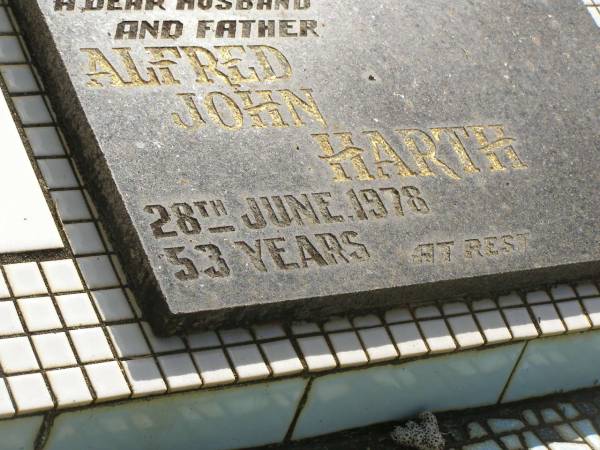 A DEAR HUSBAND
AND FATHER
ALFRED
JOHN
HARTH
28TH JUNE.1978
53 YEARS AT REST